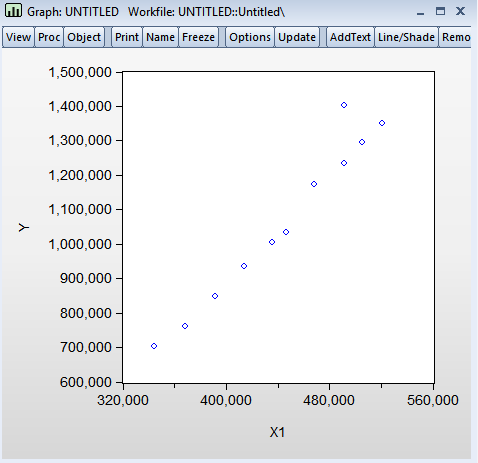 Graph: UNTITLED Workfile: UNTITLED::Untitled\
View Proc Object Print Name Freeze Options Update AddText Line/Shade Remo
1,500,000
1,400,000
1,300,000
1,200,000
1,100,000
1,000,000
900,000
800,000
700,000
600,000
Y
320,000 400,000 480,000 560,000
X1